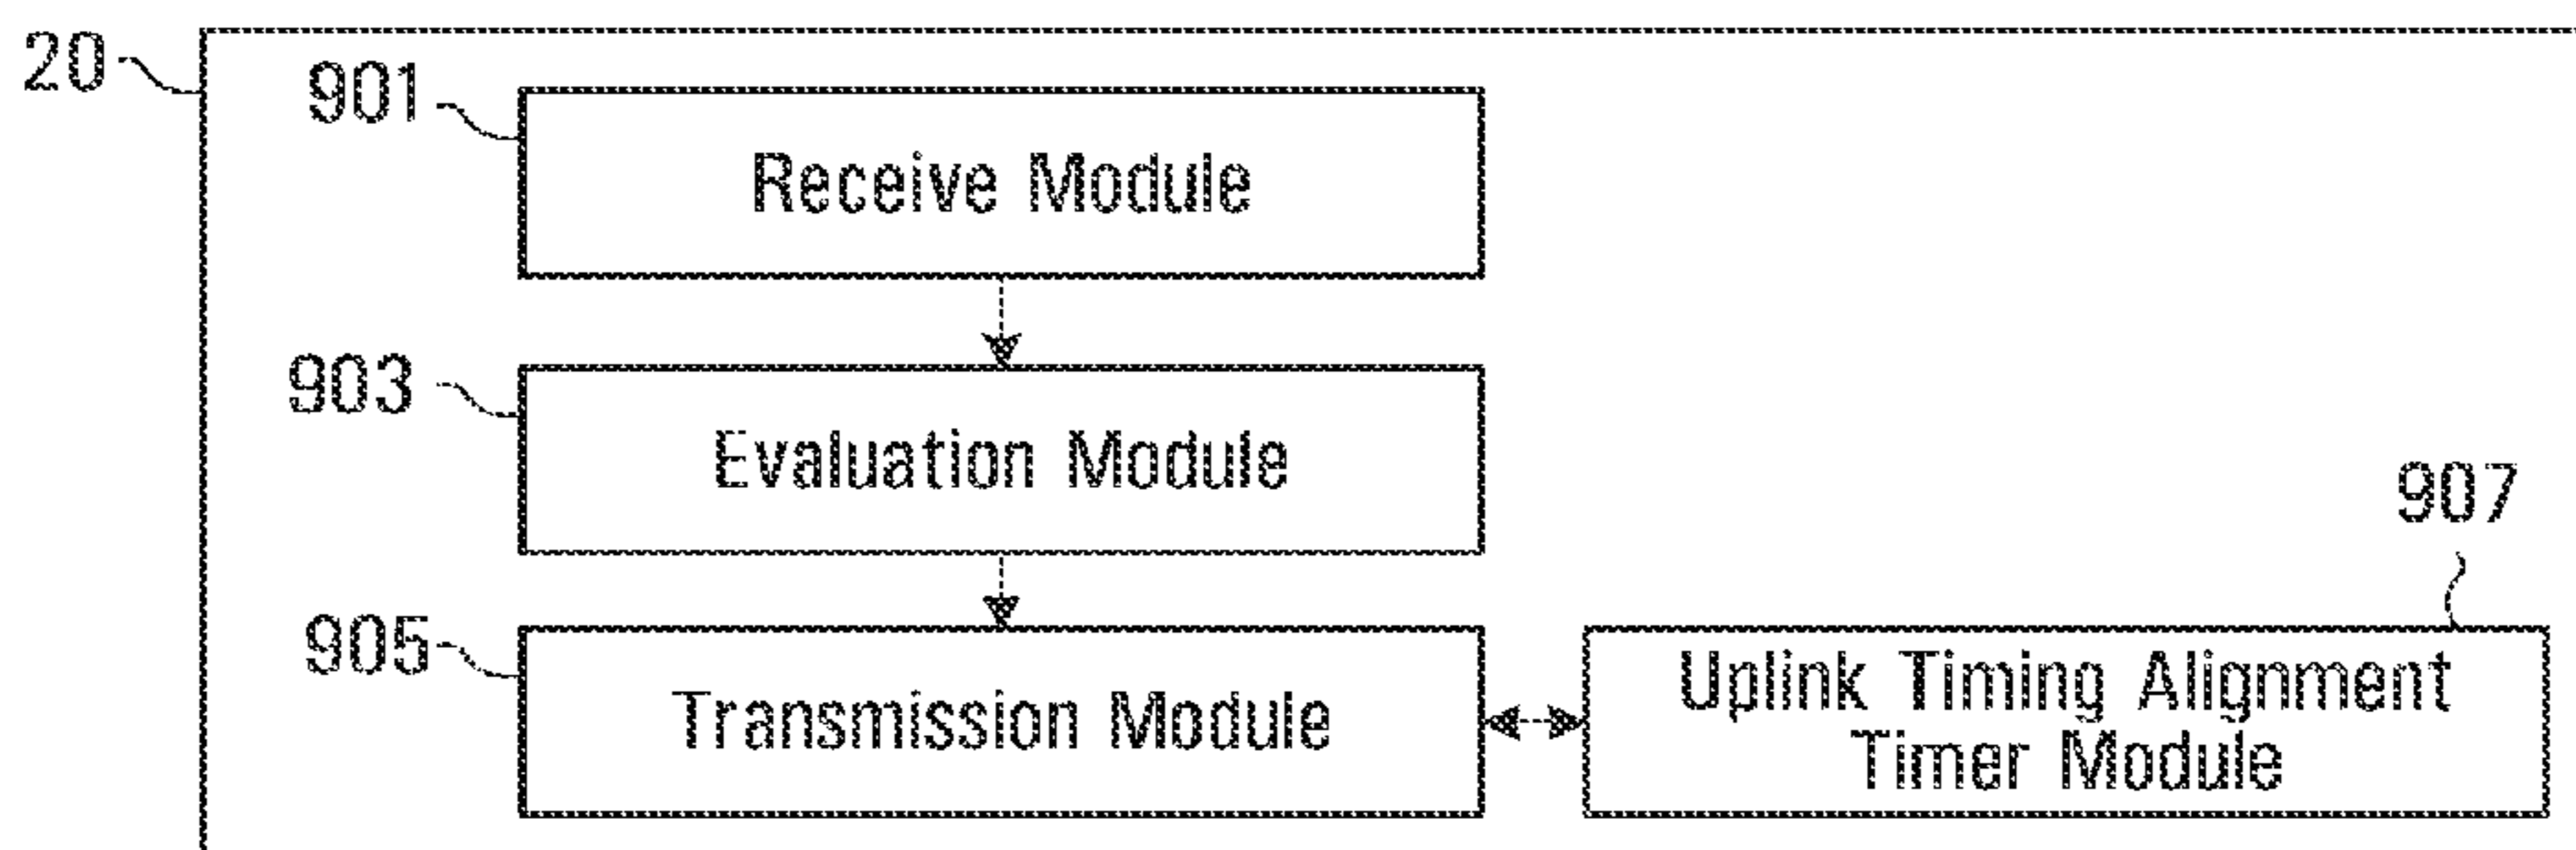 20
901
Receive Module
903
Evaluation Module
907
905
Transmission Module
Uplink Timing Alignment
Timer Module